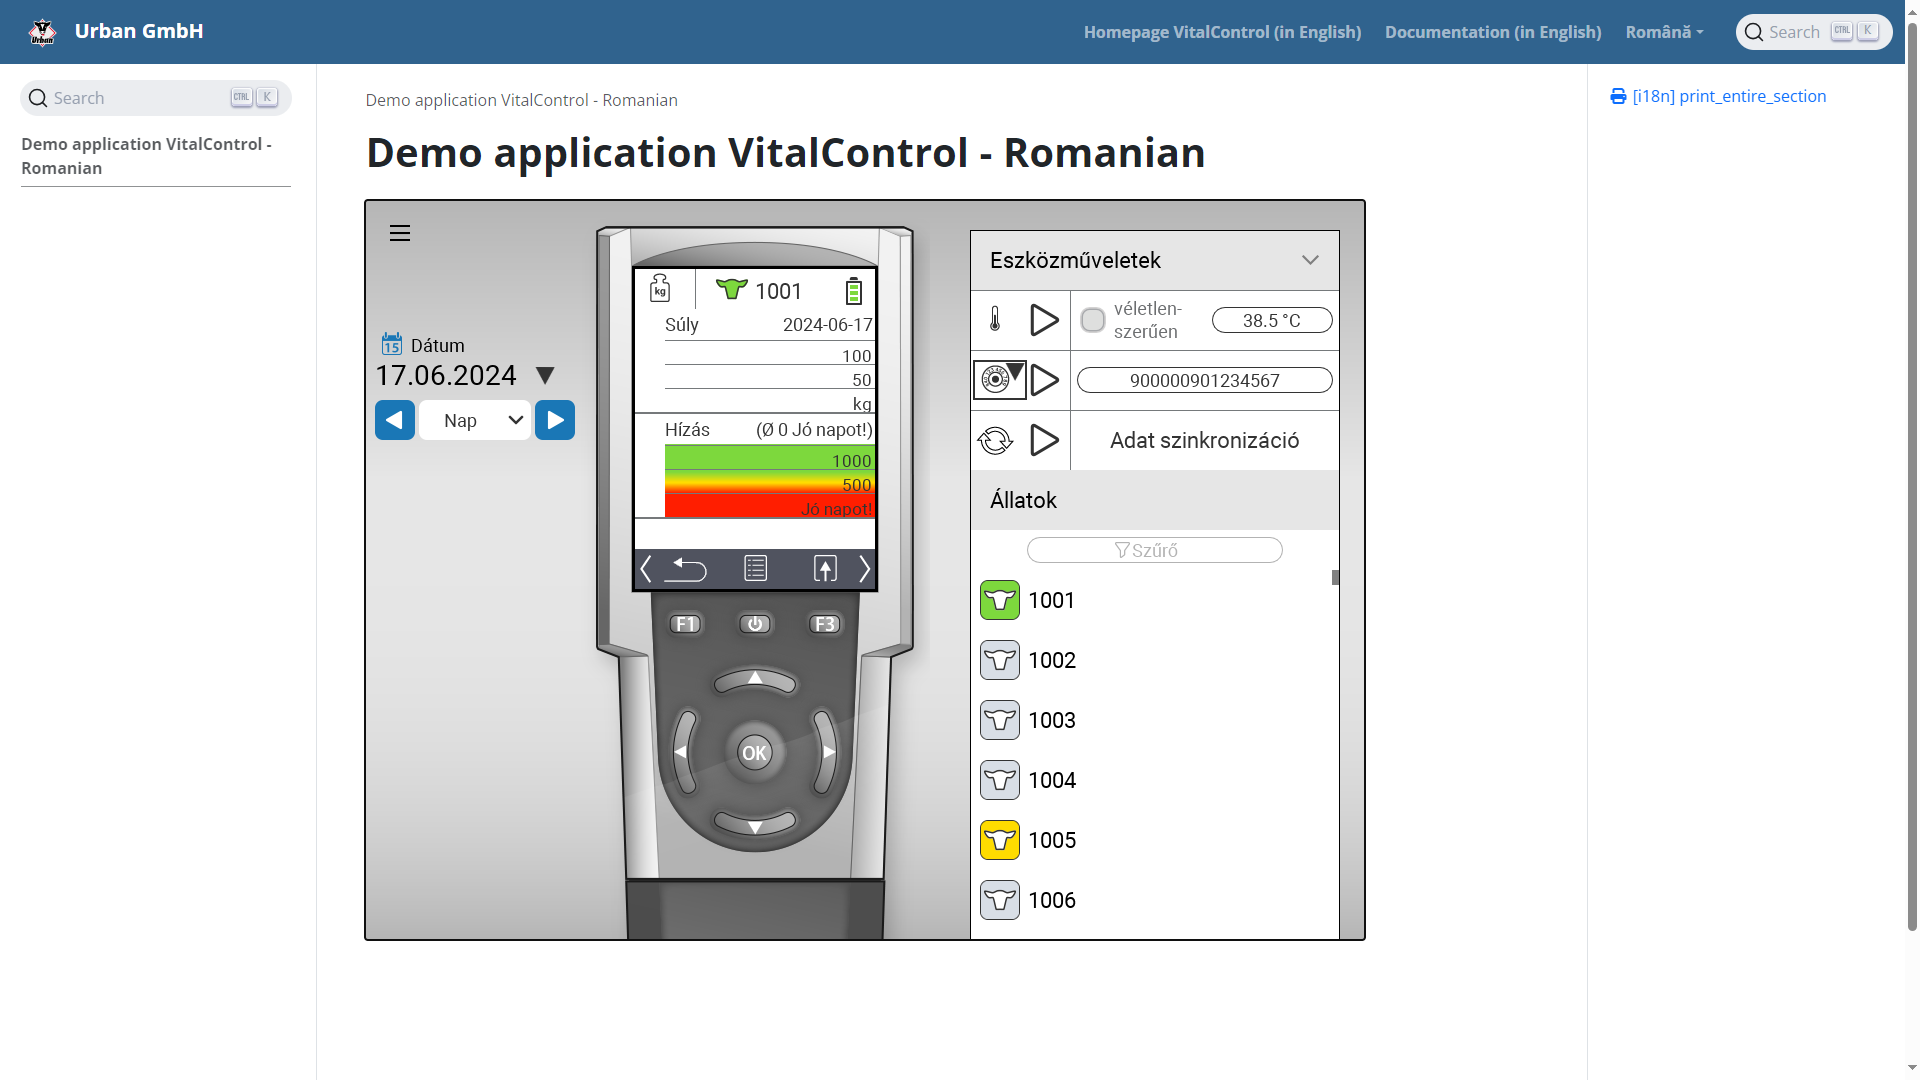 Urban GmbH
Homepage VitalControl (in English)
Documentation (in English)
Română
Search CTRL K
Search CTRL K
Demo application VitalControl -
Romanian
Demo application VitalControl - Romanian
Demo application VitalControl - Romanian
[i18n] print_entire_section
15 Dátum
17.06.2024
Nap
kg 1001
Súly 2024-06-17
100
50
kg
Hízás (Ø 0 Jó napot!)
1000
500
Jó napot!
F1 F3
OK
Eszközműveletek
véletlen-
szerűen
38.5 °C
900000901234567
Adat szinkronizáció
Állatok
Szűrő
1001
1002
1003
1004
1005
1006